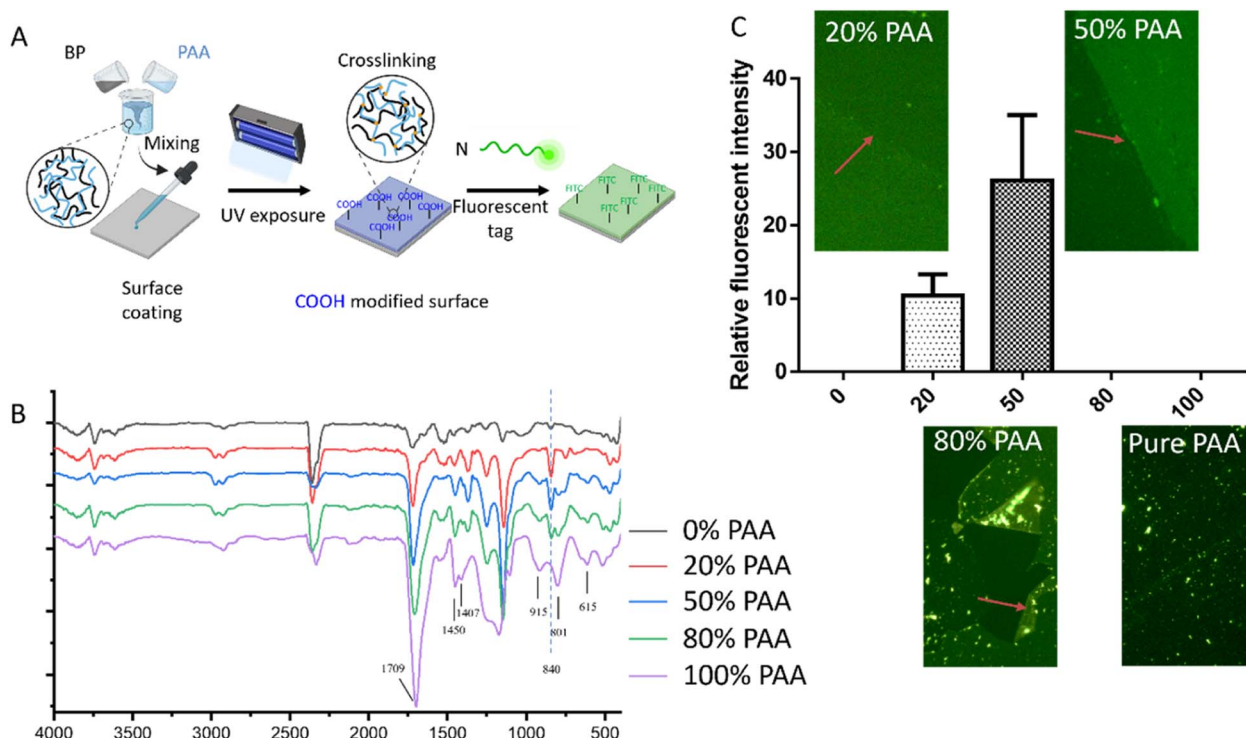 A
BP
PAA
Mixing
Surface
coating
UV exposure
Crosslinking
COOH
COOH
COOH
COOH
COOH
COOH
COOH modified surface
N
Fluorescent
tag
FITC
FITC
FITC
FITC
FITC
FITC
B
1709
1450
1407
915
840
801
615
4000
3500
3000
2500
2000
1500
1000
500
0% PAA
20% PAA
50% PAA
80% PAA
100% PAA
C
Relative fluorescent intensity
40
30
20
10
0
0
20
50
80
100
20% PAA
50% PAA
80% PAA
Pure PAA